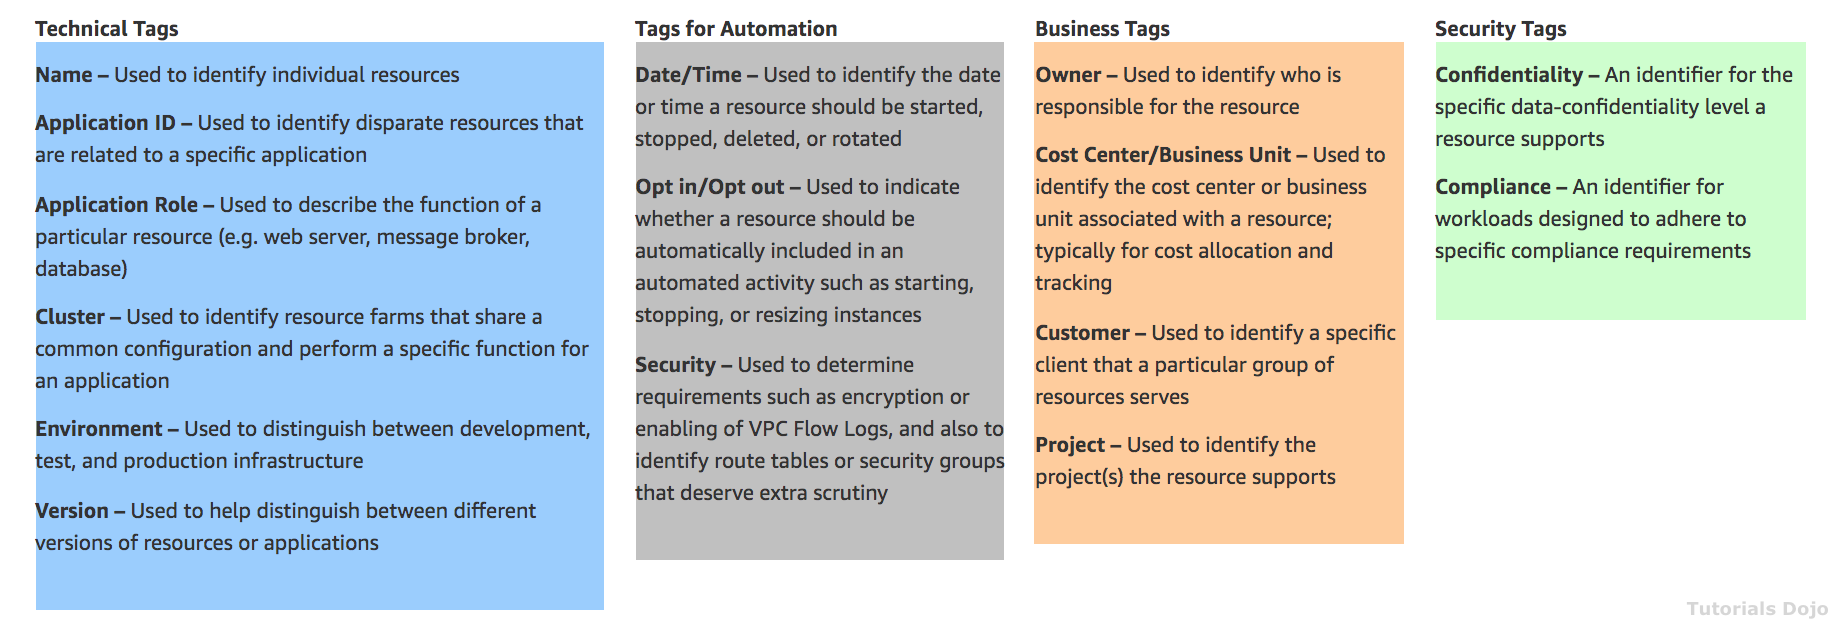 Technical Tags
Name – Used to identify individual resources
Application ID – Used to identify disparate resources that
are related to a specific application
Application Role – Used to describe the function of a
particular resource (e.g. web server, message broker,
database)
Cluster – Used to identify resource farms that share a
common configuration and perform a specific function for
an application
Environment – Used to distinguish between development,
test, and production infrastructure
Version – Used to help distinguish between different
versions of resources or applications
Tags for Automation
Date/Time – Used to identify the date
or time a resource should be started,
stopped, deleted, or rotated
Opt in/Opt out – Used to indicate
whether a resource should be
automatically included in an
automated activity such as starting,
stopping, or resizing instances
Security – Used to determine
requirements such as encryption or
enabling of VPC Flow Logs, and also to
identify route tables or security groups
that deserve extra scrutiny
Business Tags
Owner – Used to identify who is
responsible for the resource
Cost Center/Business Unit – Used to
identify the cost center or business
unit associated with a resource;
typically for cost allocation and
tracking
Customer – Used to identify a specific
client that a particular group of
resources serves
Project – Used to identify the
project(s) the resource supports
Security Tags
Confidentiality – An identifier for the
specific data-confidentiality level a
resource supports
Compliance – An identifier for
workloads designed to adhere to
specific compliance requirements
Tutorials Dojo